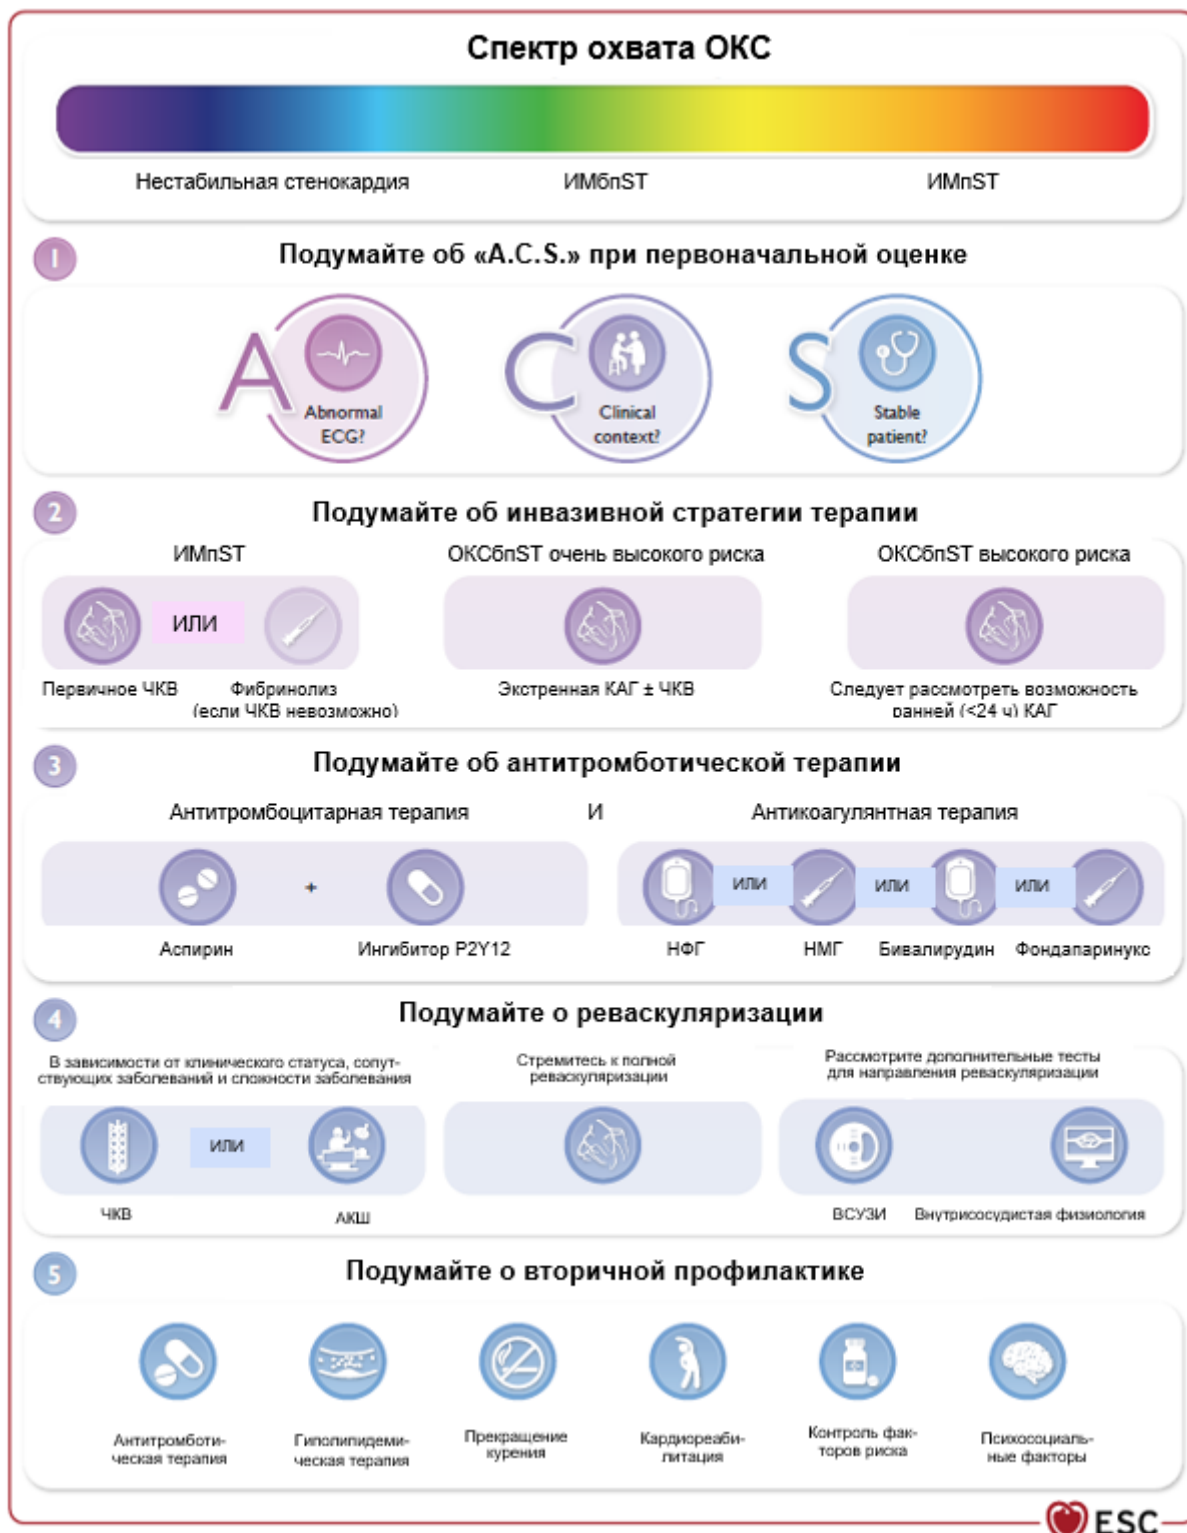 Спектр охвата ОКС
Нестабильная стенокардия ИМбпST ИМпST
1 Подумайте об «A.C.S.» при первоначальной оценке
A Abnormal ECG?
C Clinical context?
S Stable patient?
2 Подумайте об инвазивной стратегии терапии
ИМпST ОКСбпST очень высокого риска ОКСбпST высокого риска
ИЛИ
Первичное ЧКВ Фибринолиз Экстренная КАГ ± ЧКВ Следует рассмотреть возможность
(если ЧКВ невозможно) ранней (<24 ч) КАГ
3 Подумайте об антитромботической терапии
Антитромбоцитарная терапия И Антикоагулянтная терапия
+ ИЛИ ИЛИ ИЛИ
Аспирин Ингибитор P2Y12 НФГ НМГ Бивалирудин Фондапаринукс
4 Подумайте о реваскуляризации
В зависимости от клинического статуса, сопут-
ствующих заболеваний и сложности заболевания
Стремитесь к полной
реваскуляризации
Рассмотрите дополнительные тесты
для направления реваскуляризации
ИЛИ
ЧКВ АКШ ВСУЗИ Внутрисосудистая физиология
5 Подумайте о вторичной профилактике
Антитромботи-
ческая терапия
Гиполипидеми-
ческая терапия
Прекращение
курения
Кардиореаби-
литация
Контроль фак-
торов риска
Психосоциаль-
ные факторы
ESC